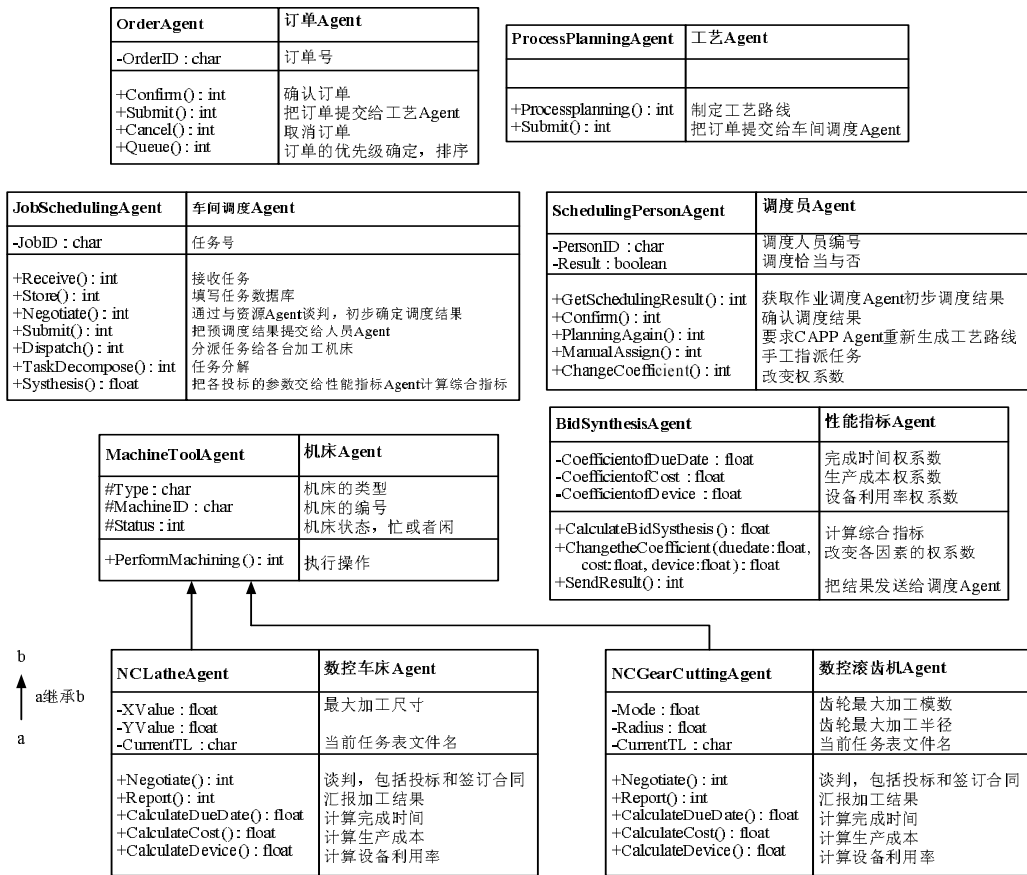 OrderAgent 订单Agent
-OrderID : char 订单号
+Confirm() : int 确认订单
+Submit() : int 把订单提交给工艺Agent
+Cancel() : int 取消订单
+Queue() : int 订单的优先级确定，排序
ProcessPlanningAgent 工艺Agent
+Processplanning() : int 制定工艺路线
+Submit() : int 把订单提交给车间调度Agent
JobSchedulingAgent 车间调度Agent
-JobID : char 任务号
+Receive() : int 接收任务
+Store() : int 填写任务数据库
+Negotiate() : int 通过与资源Agent谈判，初步确定调度结果
+Submit() : int 把预调度结果提交给人员Agent
+Dispatch() : int 分派任务给各台加工机床
+TaskDecompose() : int 任务分解
+Systhesis() : float 把各投标的参数交给性能指标Agent计算综合指标
SchedulingPersonAgent 调度员Agent
-PersonID : char 调度人员编号
-Result : boolean 调度恰当与否
+GetSchedulingResult() : int 获取作业调度Agent初步调度结果
+Confirm() : int 确认调度结果
+PlanningAgain() : int 要求CAPP Agent重新生成工艺路线
+ManualAssign() : int 手工指派任务
+ChangeCoefficient() : int 改变权系数
MachineToolAgent 机床Agent
#Type : char 机床的类型
#MachineID : char 机床的编号
#Status : int 机床状态，忙或者闲
+PerformMachining() : int 执行操作
BidSynthesisAgent 性能指标Agent
-CoefficientofDueDate : float 完成时间权系数
-CoefficientofCost : float 生产成本权系数
-CoefficientofDevice : float 设备利用率权系数
+CalculateBidSysthesis() : float 计算综合指标
+ChangetheCoefficient(duedate:float, 改变各因素的权系数
cost:float, device:float) : float
+SendResult() : int 把结果发送给调度Agent
b
a继承b
a
NCLatheAgent 数控车床Agent
-XValue : float 最大加工尺寸
-YValue : float
-CurrentTL : char 当前任务表文件名
+Negotiate() : int 谈判，包括投标和签订合同
+Report() : int 汇报加工结果
+CalculateDueDate() : float 计算完成时间
+CalculateCost() : float 计算生产成本
+CalculateDevice() : float 计算设备利用率
NCGearCuttingAgent 数控滚齿机Agent
-Mode : float 齿轮最大加工模数
-Radius : float 齿轮最大加工半径
-CurrentTL : char 当前任务表文件名
+Negotiate() : int 谈判，包括投标和签订合同
+Report() : int 汇报加工结果
+CalculateDueDate() : float 计算完成时间
+CalculateCost() : float 计算生产成本
+CalculateDevice() : float 计算设备利用率